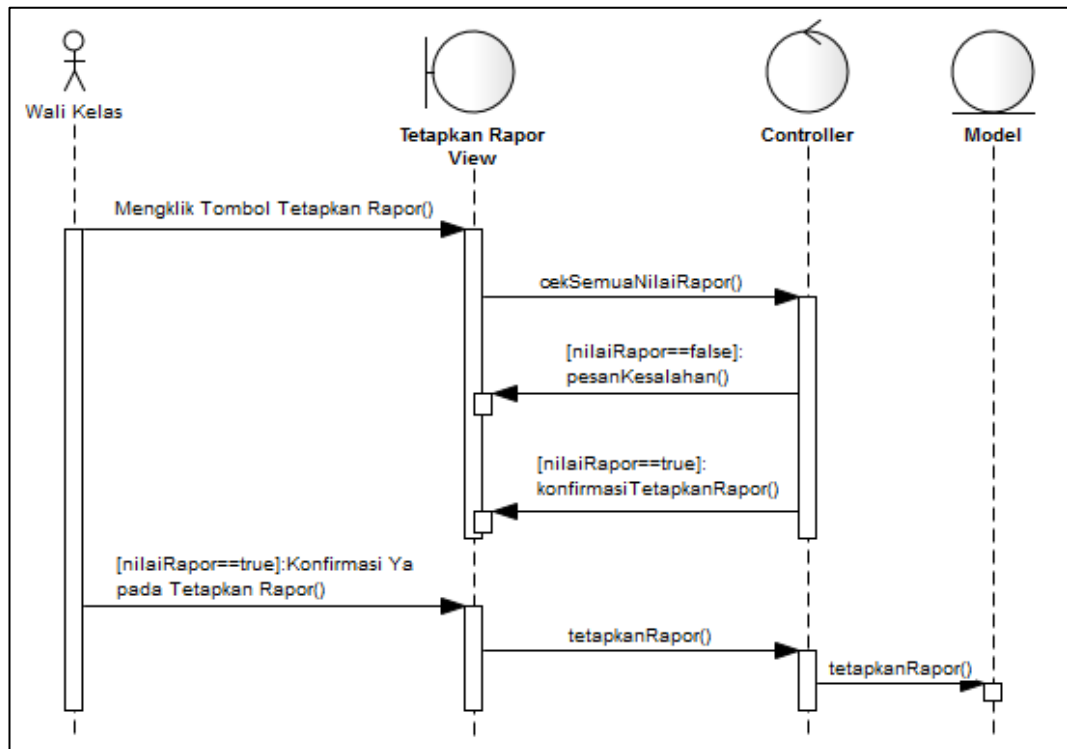 Wali Kelas
Tetapkan Rapor
View
Controller
Model
Mengklik Tombol Tetapkan Rapor()
cekSemuaNilaiRapor()
[nilaiRapor==false]:
pesanKesalahan()
[nilaiRapor==true]:
konfirmasiTetapkanRapor()
[nilaiRapor==true]:Konfirmasi Ya
pada Tetapkan Rapor()
tetapkanRapor()
tetapkanRapor()